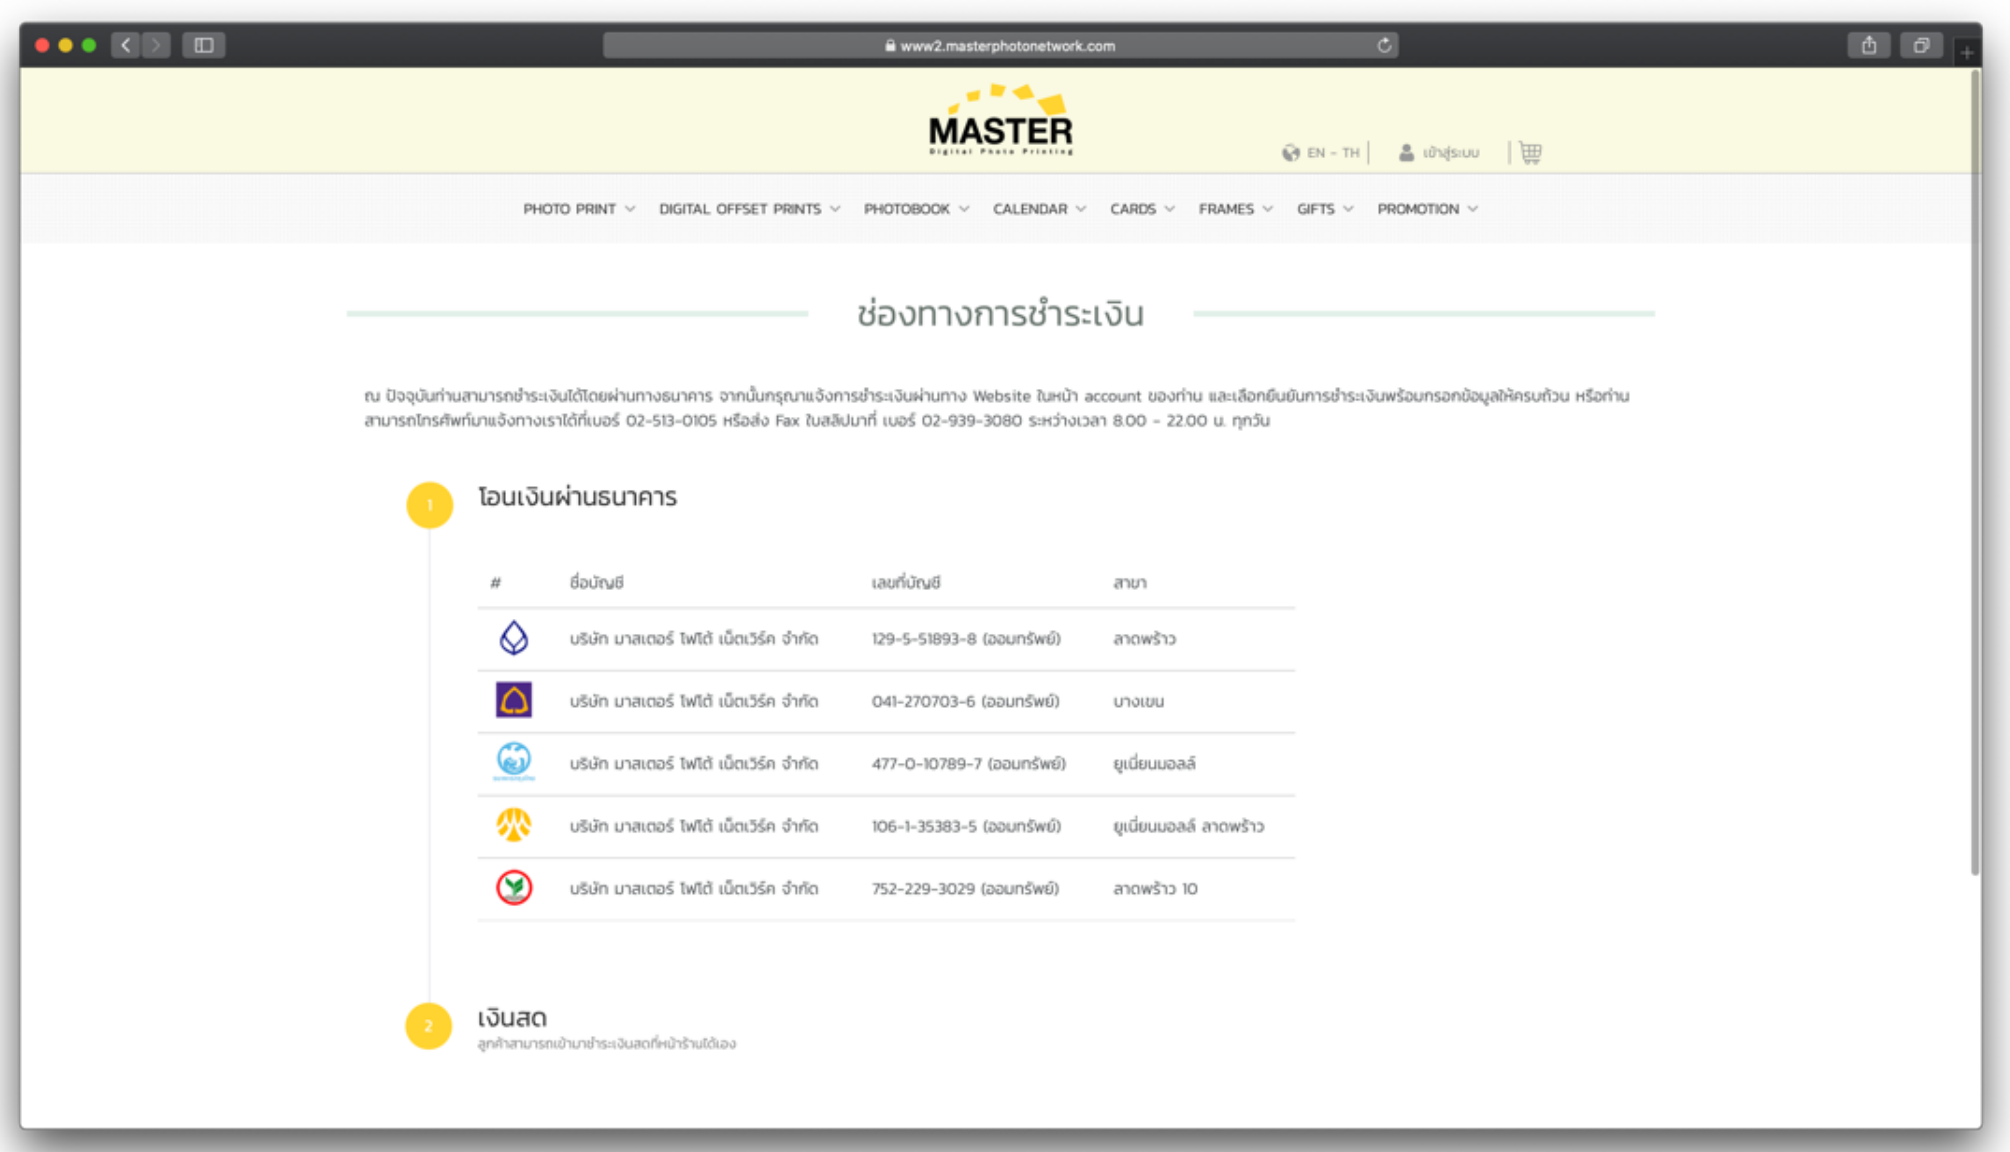 www2.masterphotonetwork.com
MASTER
Digital Photo Printing
EN - TH | เข้าสู่ระบบ |
PHOTO PRINT DIGITAL OFFSET PRINTS PHOTOBOOK CALENDAR CARDS FRAMES GIFTS PROMOTION
ช่องทางการชำระเงิน
ณ ปัจจุบันท่านสามารถชำระเงินได้โดยผ่านทางธนาคาร จากนั้นกรุณาแจ้งการชำระเงินผ่านทาง Website ในหน้า account ของท่าน และเลือกยืนยันการชำระเงินพร้อมกรอกข้อมูลให้ครบถ้วน หรือท่าน
สามารถโทรศัพท์มาแจ้งทางเราได้ที่เบอร์ 02-513-0105 หรือส่ง Fax ใบสลิปมาที่ เบอร์ 02-939-3080 ระหว่างเวลา 8.00 - 22.00 น. ทุกวัน
1 โอนเงินผ่านธนาคาร
# ชื่อบัญชี เลขที่บัญชี สาขา
บริษัท มาสเตอร์ โฟโต้ เน็ตเวิร์ค จำกัด 129-5-51893-8 (ออมทรัพย์) ลาดพร้าว
บริษัท มาสเตอร์ โฟโต้ เน็ตเวิร์ค จำกัด 041-270703-6 (ออมทรัพย์) บางเขน
บริษัท มาสเตอร์ โฟโต้ เน็ตเวิร์ค จำกัด 477-0-10789-7 (ออมทรัพย์) ยูเนี่ยนมอลล์
บริษัท มาสเตอร์ โฟโต้ เน็ตเวิร์ค จำกัด 106-1-35383-5 (ออมทรัพย์) ยูเนี่ยนมอลล์ ลาดพร้าว
บริษัท มาสเตอร์ โฟโต้ เน็ตเวิร์ค จำกัด 752-229-3029 (ออมทรัพย์) ลาดพร้าว 10
2 เงินสด
ลูกค้าสามารถเข้ามาชำระเงินสดที่หน้าร้านได้เอง